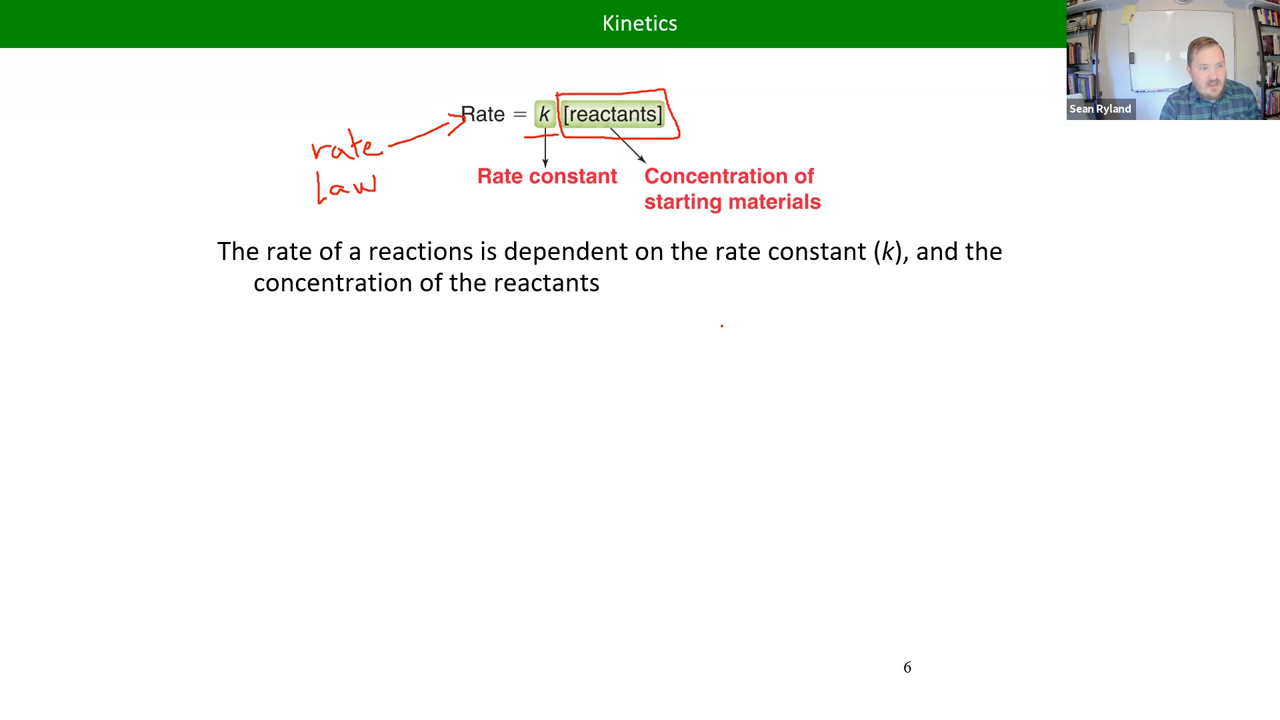 Kinetics
Sean Ryland
Rate = k [reactants]
rate
law
Rate constant
Concentration of
starting materials
The rate of a reactions is dependent on the rate constant (k), and the
concentration of the reactants
6